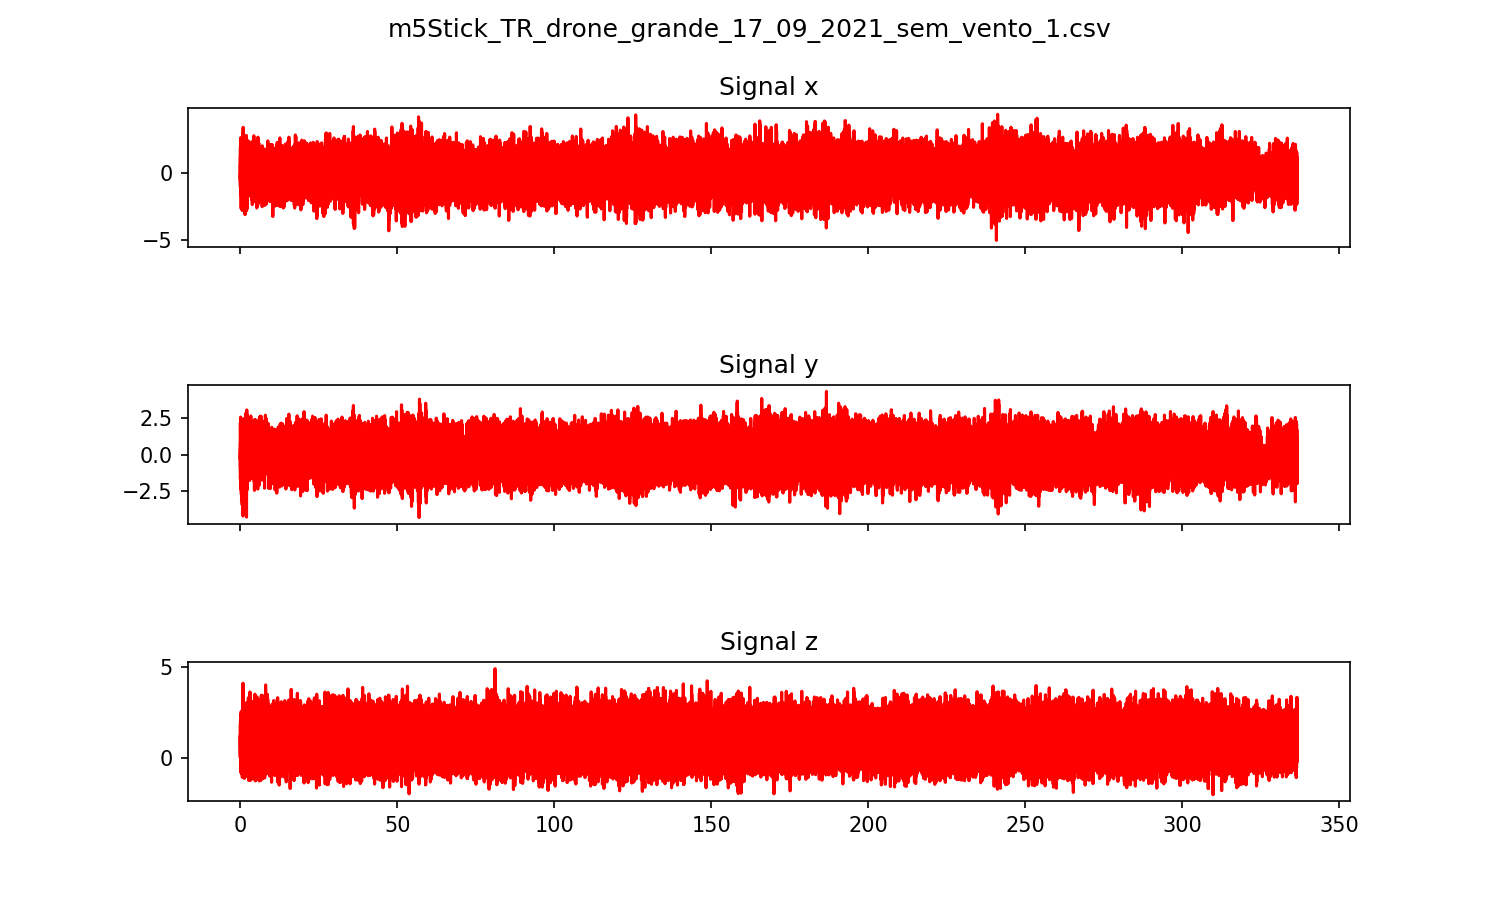 m5Stick_TR_drone_grande_17_09_2021_sem_vento_1.csv
Signal x
0
−5
Signal y
2.5
0.0
−2.5
Signal z
5
0
0 50 100 150 200 250 300 350